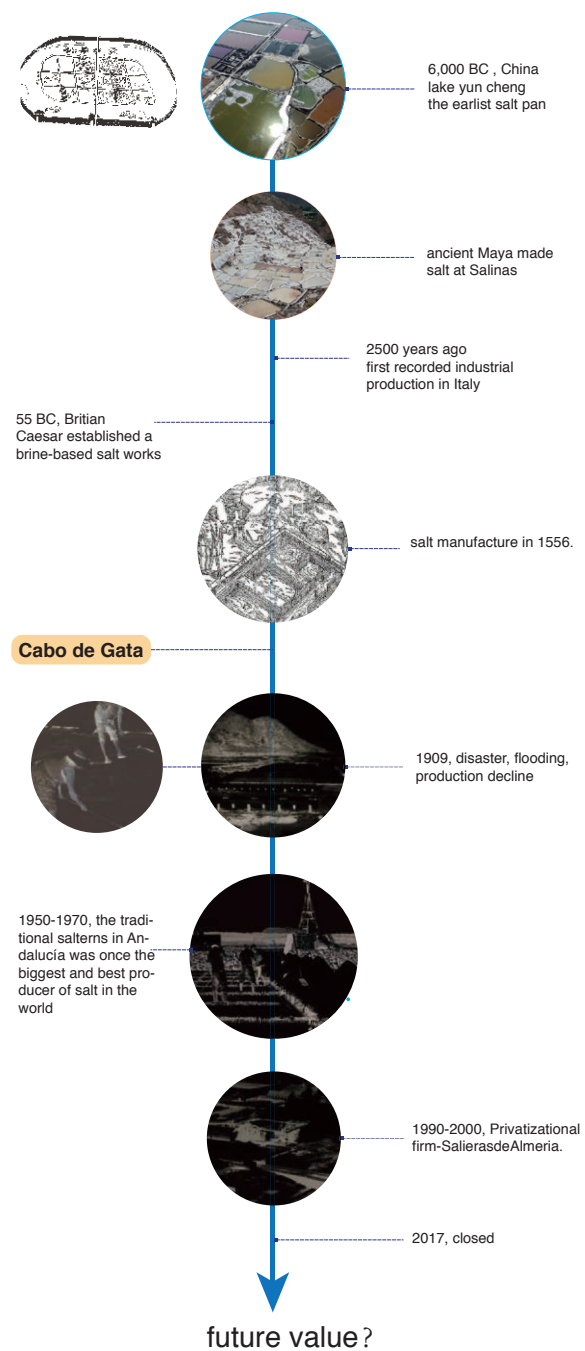 6,000 BC , China
lake yun cheng
the earlist salt pan
ancient Maya made
salt at Salinas
2500 years ago
first recorded industrial
production in Italy
55 BC, Britian
Caesar established a
brine-based salt works
salt manufacture in 1556.
Cabo de Gata
1909, disaster, flooding,
production decline
1950-1970, the tradi-
tional salterns in An-
dalucía was once the
biggest and best pro-
ducer of salt in the
world
1990-2000, Privatizational
firm-SalierasdeAlmeria.
2017, closed
future value?